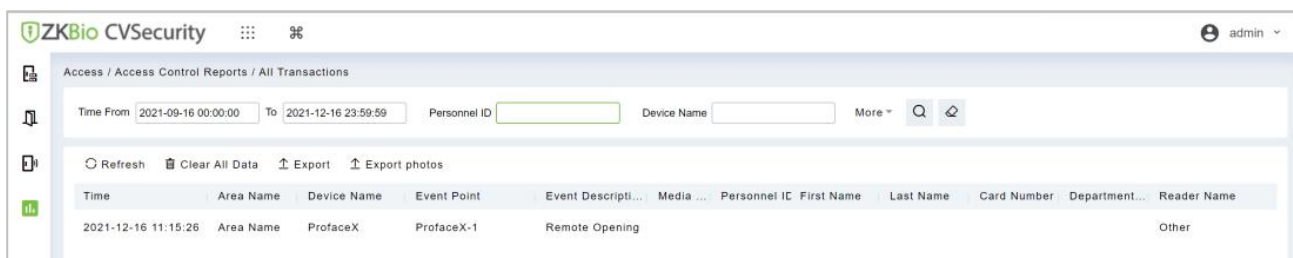 ZKBio CVSecurity admin
Access / Access Control Reports / All Transactions
Time From 2021-09-16 00:00:00 To 2021-12-16 23:59:59 Personnel ID Device Name More
Refresh Clear All Data Export Export photos
Time Area Name Device Name Event Point Event Descripti... Media ... Personnel ID First Name Last Name Card Number Department... Reader Name
2021-12-16 11:15:26 Area Name ProfaceX ProfaceX-1 Remote Opening Other